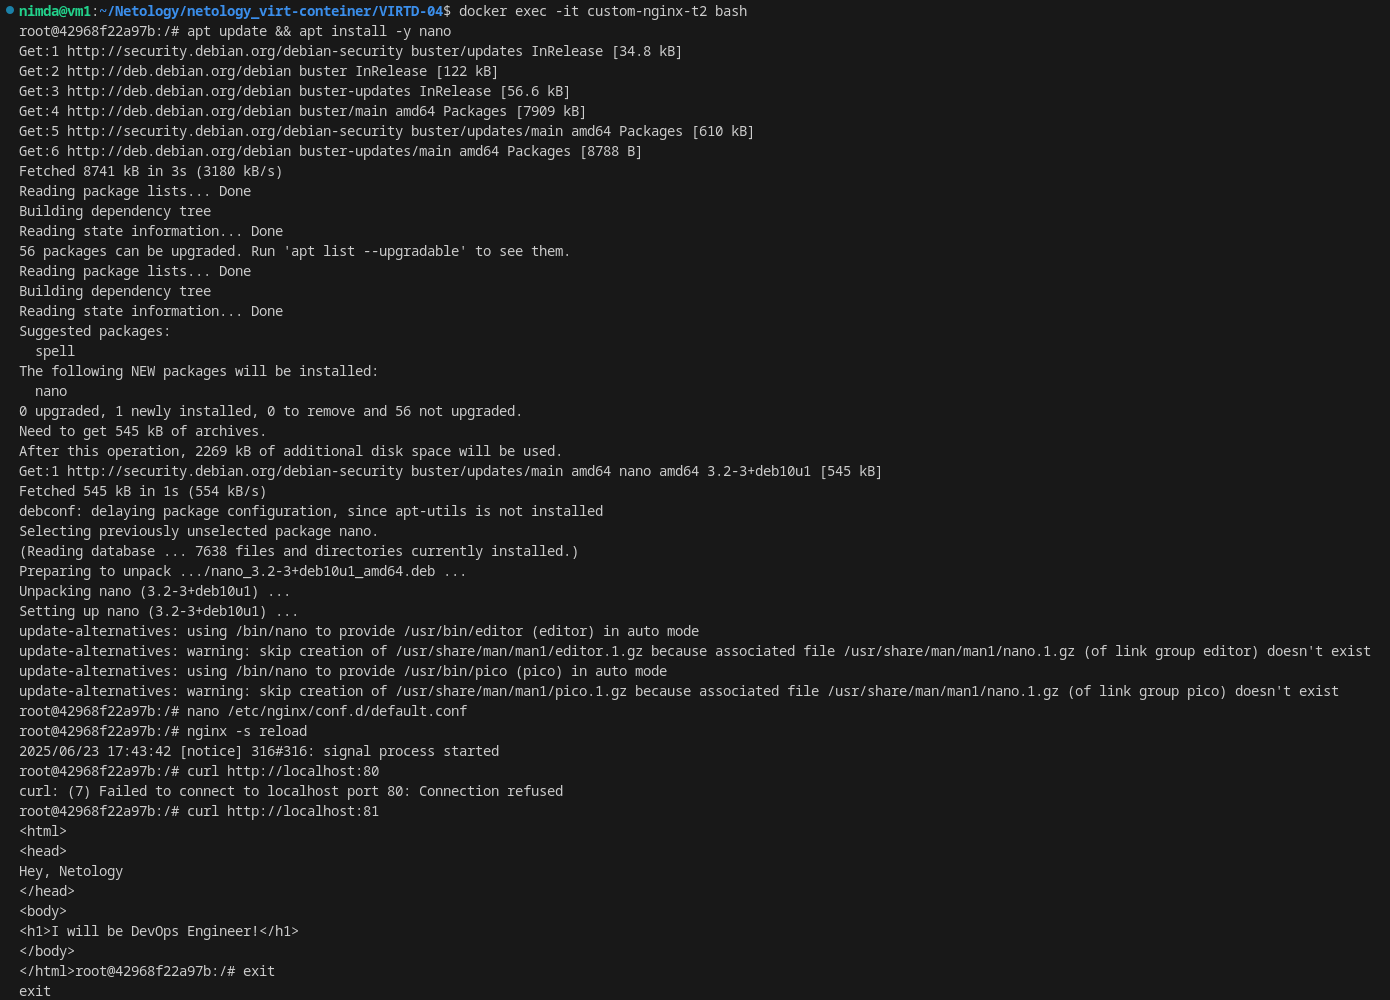 nimda@vm1:~/Netology/netology_virt-conteiner/VIRTD-04$ docker exec -it custom-nginx-t2 bash
root@42968f22a97b:/# apt update && apt install -y nano
Get:1 http://security.debian.org/debian-security buster/updates InRelease [34.8 kB]
Get:2 http://deb.debian.org/debian buster InRelease [122 kB]
Get:3 http://deb.debian.org/debian buster-updates InRelease [56.6 kB]
Get:4 http://deb.debian.org/debian buster/main amd64 Packages [7909 kB]
Get:5 http://security.debian.org/debian-security buster/updates/main amd64 Packages [610 kB]
Get:6 http://deb.debian.org/debian buster-updates/main amd64 Packages [8788 B]
Fetched 8741 kB in 3s (3180 kB/s)
Reading package lists... Done
Building dependency tree
Reading state information... Done
56 packages can be upgraded. Run 'apt list --upgradable' to see them.
Reading package lists... Done
Building dependency tree
Reading state information... Done
Suggested packages:
  spell
The following NEW packages will be installed:
  nano
0 upgraded, 1 newly installed, 0 to remove and 56 not upgraded.
Need to get 545 kB of archives.
After this operation, 2269 kB of additional disk space will be used.
Get:1 http://security.debian.org/debian-security buster/updates/main amd64 nano amd64 3.2-3+deb10u1 [545 kB]
Fetched 545 kB in 1s (554 kB/s)
debconf: delaying package configuration, since apt-utils is not installed
Selecting previously unselected package nano.
(Reading database ... 7638 files and directories currently installed.)
Preparing to unpack .../nano_3.2-3+deb10u1_amd64.deb ...
Unpacking nano (3.2-3+deb10u1) ...
Setting up nano (3.2-3+deb10u1) ...
update-alternatives: using /bin/nano to provide /usr/bin/editor (editor) in auto mode
update-alternatives: warning: skip creation of /usr/share/man/man1/editor.1.gz because associated file /usr/share/man/man1/nano.1.gz (of link group editor) doesn't exist
update-alternatives: using /bin/nano to provide /usr/bin/pico (pico) in auto mode
update-alternatives: warning: skip creation of /usr/share/man/man1/pico.1.gz because associated file /usr/share/man/man1/nano.1.gz (of link group pico) doesn't exist
root@42968f22a97b:/# nano /etc/nginx/conf.d/default.conf
root@42968f22a97b:/# nginx -s reload
2025/06/23 17:43:42 [notice] 316#316: signal process started
root@42968f22a97b:/# curl http://localhost:80
curl: (7) Failed to connect to localhost port 80: Connection refused
root@42968f22a97b:/# curl http://localhost:81
<html>
<head>
Hey, Netology
</head>
<body>
<h1>I will be DevOps Engineer!</h1>
</body>
</html>root@42968f22a97b:/# exit
exit